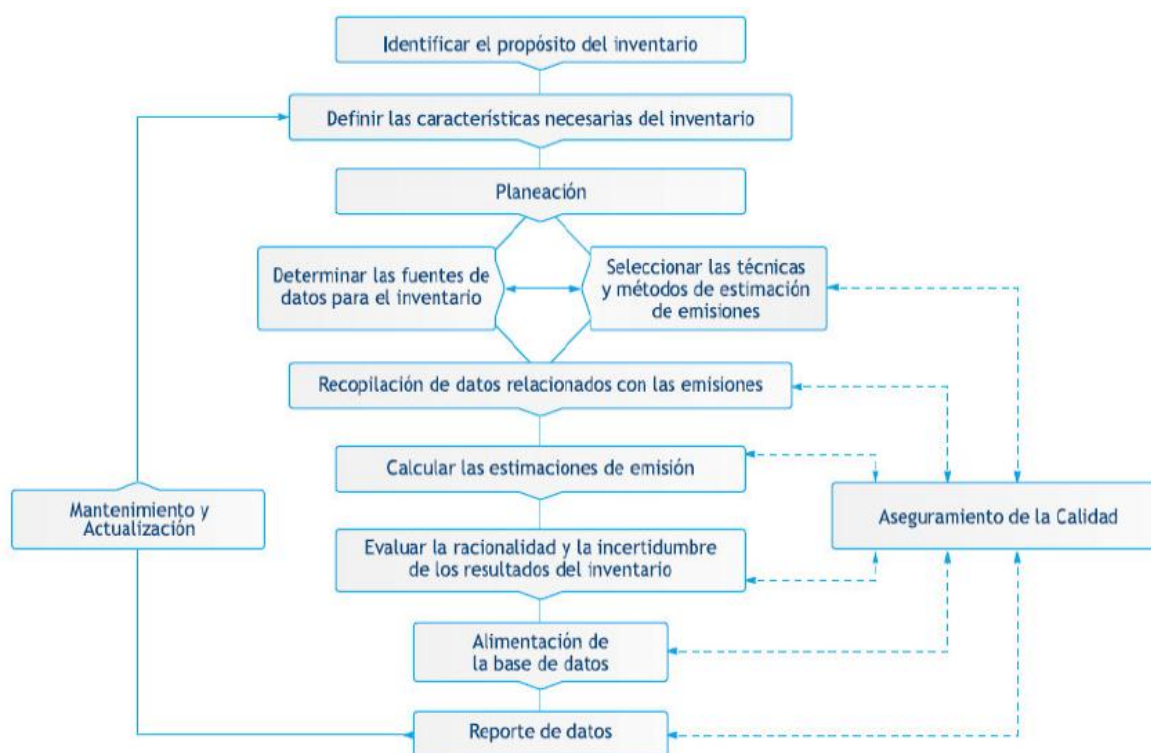 Identificar el propósito del inventario
Definir las características necesarias del inventario
Planeación
Determinar las fuentes de
datos para el inventario
Seleccionar las técnicas
y métodos de estimación
de emisiones
Recopilación de datos relacionados con las emisiones
Calcular las estimaciones de emisión
Mantenimiento y
Actualización
Aseguramiento de la Calidad
Evaluar la racionalidad y la incertidumbre
de los resultados del inventario
Alimentación de
la base de datos
Reporte de datos